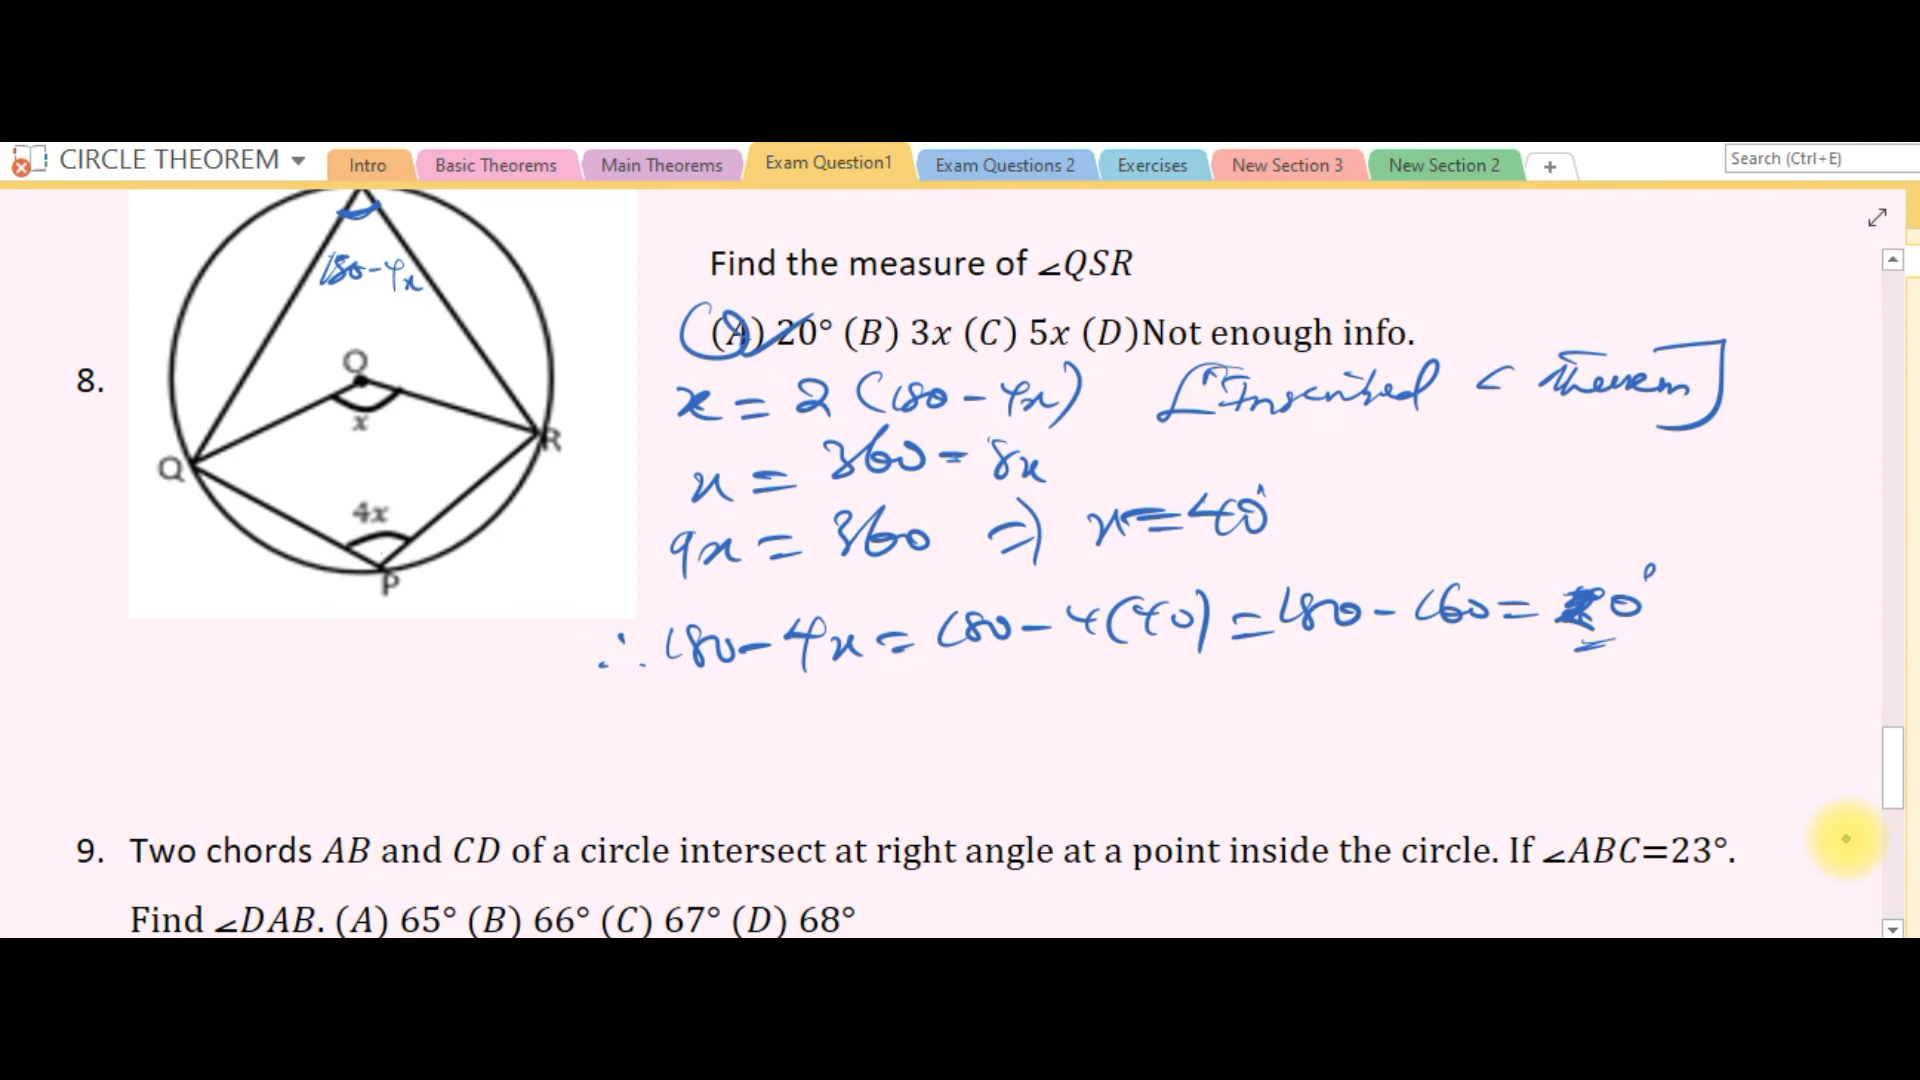 CIRCLE THEOREM Intro Basic Theorems Main Theorems Exam Question1 Exam Questions 2 Exercises New Section 3 New Section 2 + Search (Ctrl+E)
180-4x
Find the measure of ∠QSR
(A) 20° (B) 3x (C) 5x (D)Not enough info.
8.
O
x
Q
R
4x
P
x = 2 (180 - 4x) [Inscribed < Theorem]
x = 360 - 8x
9x = 360 ⇒ x = 40°
∴ 180 - 4x = 180 - 4(40) = 180 - 160 = 20°
9. Two chords AB and CD of a circle intersect at right angle at a point inside the circle. If ∠ABC=23°.
Find ∠DAB. (A) 65° (B) 66° (C) 67° (D) 68°